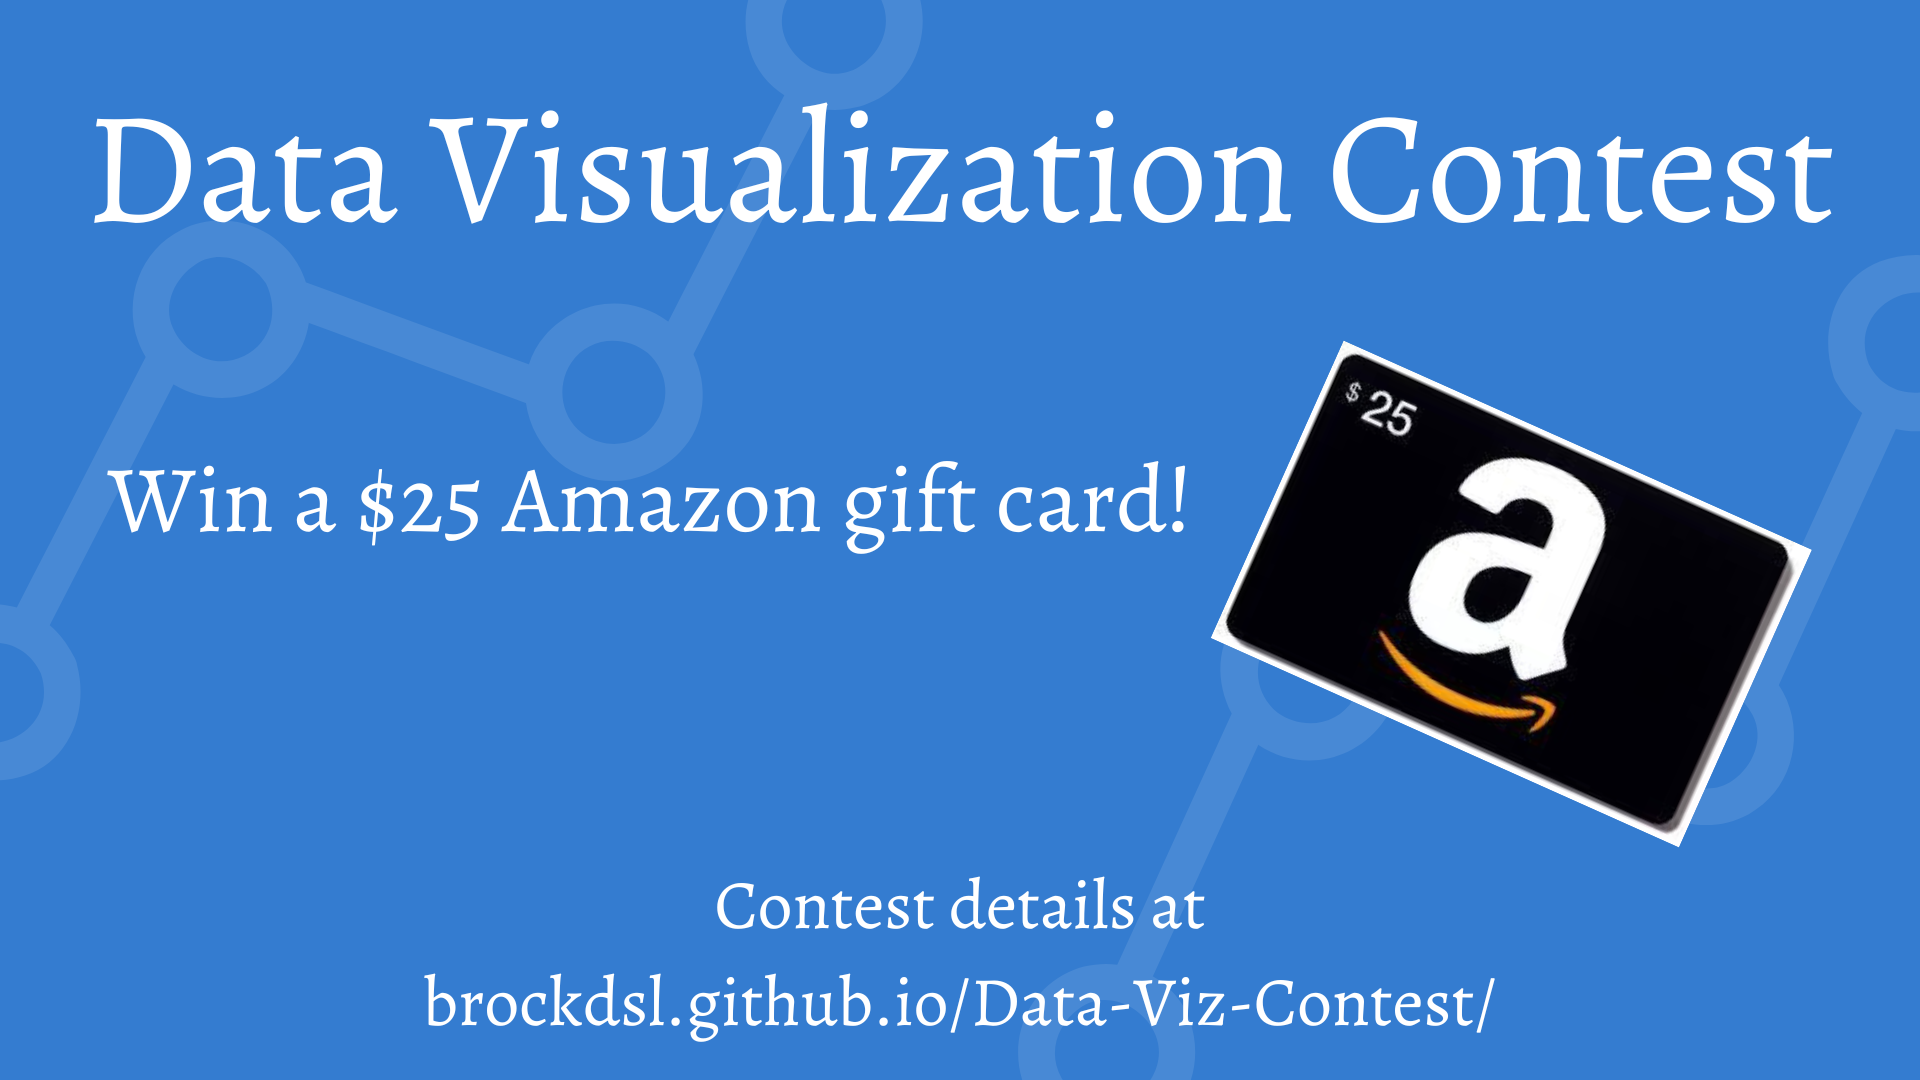 Data Visualization Contest
$25
a
Win a $25 Amazon gift card!
Contest details at
brockdsl.github.io/Data-Viz-Contest/